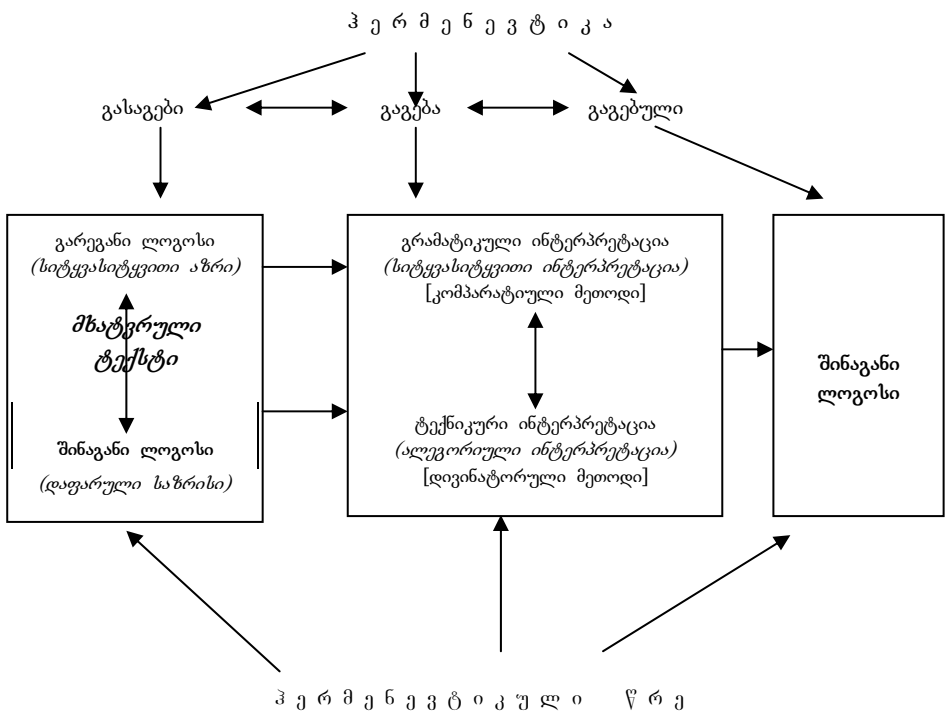 ჰ ე რ მ ე ნ ე ვ ტ ი კ ა
გასაგები გაგება გაგებული
გარეგანი ლოგოსი
(სიტყვასიტყვითი აზრი)
მხატვრული
ტექსტი
შინაგანი ლოგოსი
(დაფარული საზრისი)
გრამატიკული ინტერპრეტაცია
(სიტყვასიტყვითი ინტერპრეტაცია)
[კომპარატიული მეთოდი]
ტექნიკური ინტერპრეტაცია
(ალეგორიული ინტერპრეტაცია)
[დივინატორული მეთოდი]
შინაგანი
ლოგოსი
ჰ ე რ მ ე ნ ე ვ ტ ი კ უ ლ ი წ რ ე